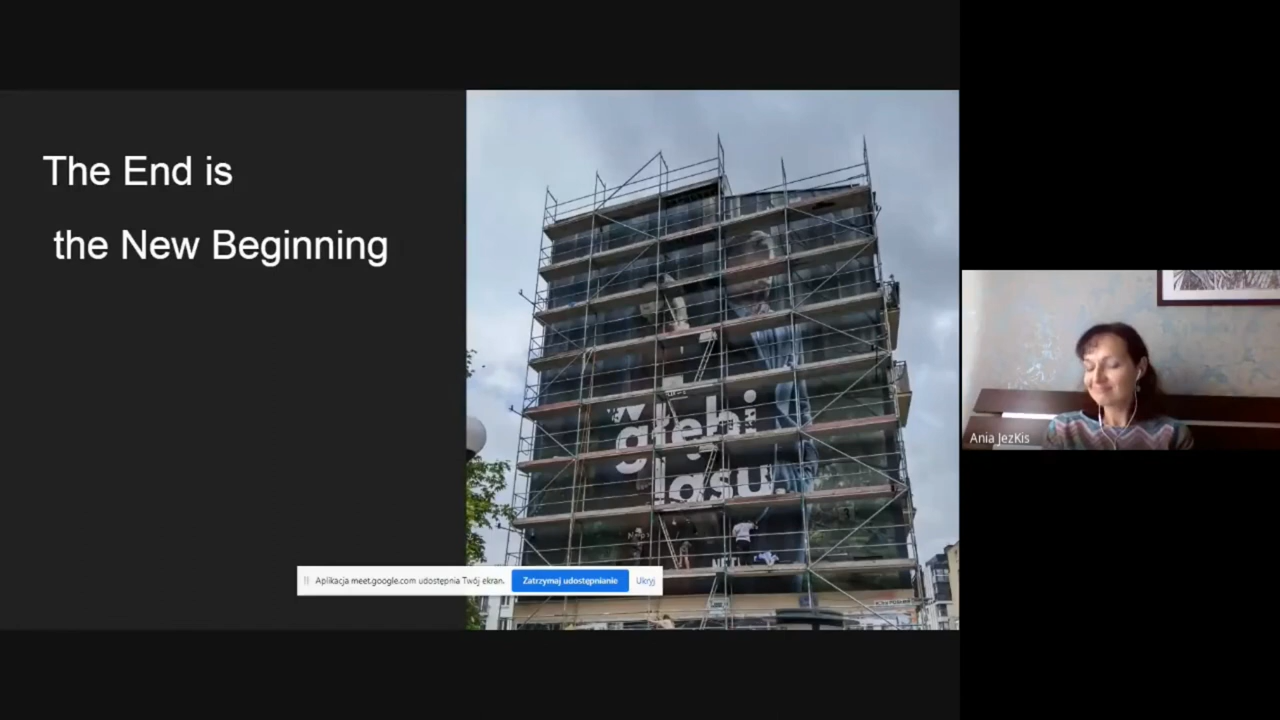 The End is
the New Beginning
W
głębi
lasu.
Aplikacja meet.google.com udostępnia Twój ekran.
Zatrzymaj udostępnianie
Ukryj
Ania JezKis